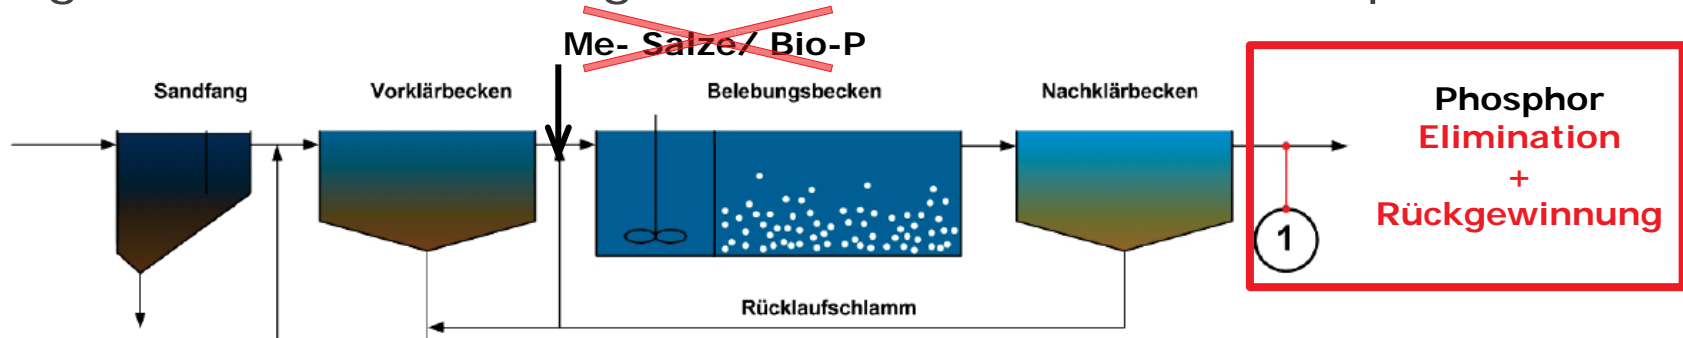 Me- Salze/ Bio-P
Sandfang
Vorklärbecken
Belebungsbecken
Nachklärbecken
Phosphor
Elimination
+
Rückgewinnung
1
Rücklaufschlamm